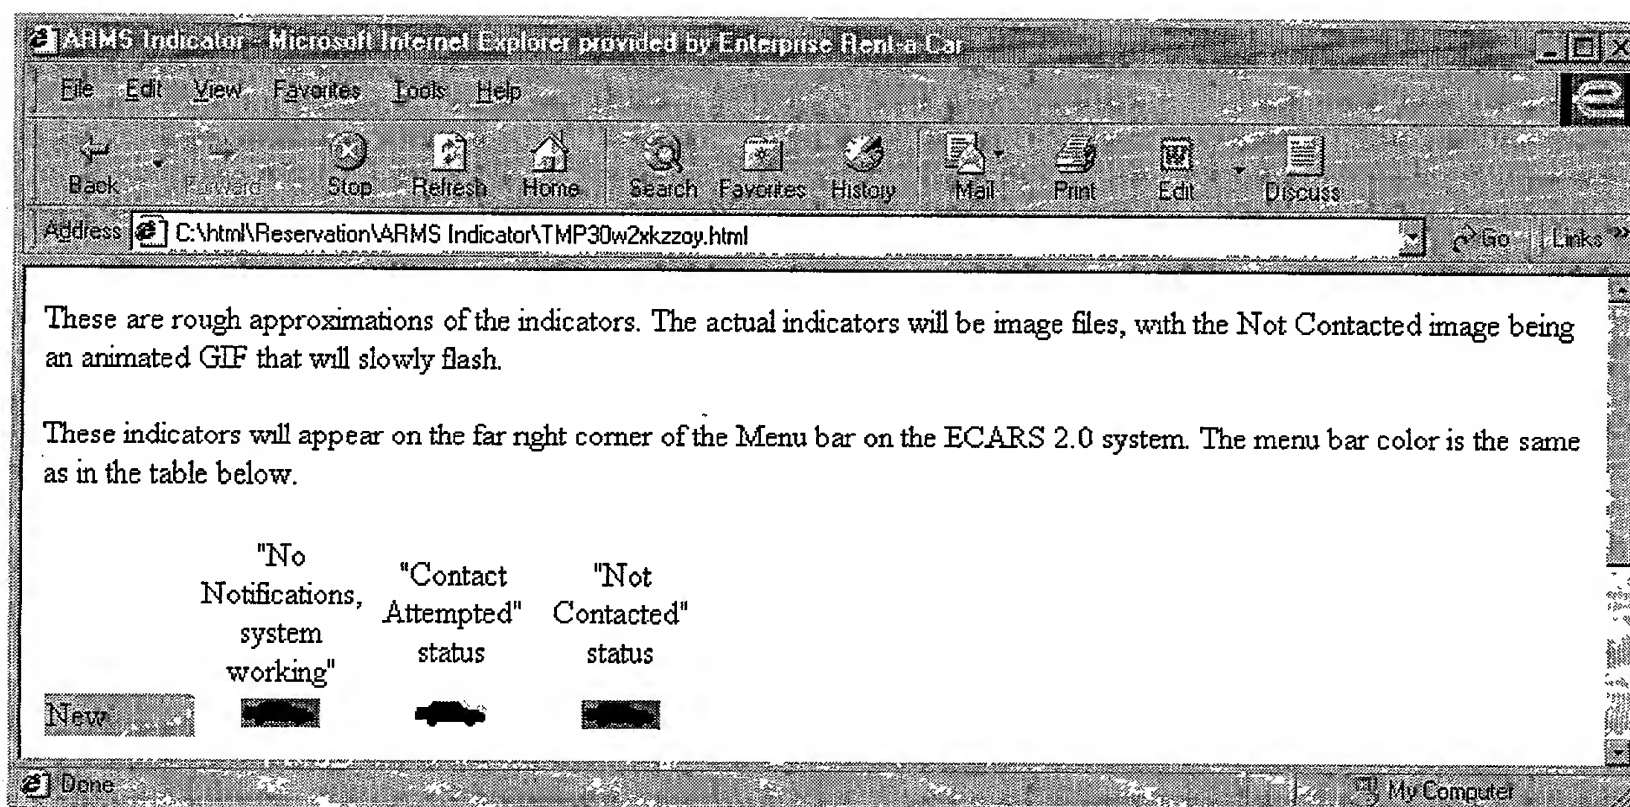 ARMS Indicator - Microsoft Internet Explorer provided by Enterprise Rent-a-Car
File Edit View Favorites Tools Help
Back Forward Stop Refresh Home Search Favorites History Mail Print Edit Discuss
Address C:\html\Reservation\ARMS Indicator\TMP30w2xkzzoy.html Go Links »
These are rough approximations of the indicators. The actual indicators will be image files, with the Not Contacted image being
an animated GIF that will slowly flash.
These indicators will appear on the far right corner of the Menu bar on the ECARS 2.0 system. The menu bar color is the same
as in the table below.
"No
Notifications,
system
working"
"Contact
Attempted"
status
"Not
Contacted"
status
New
Done My Computer